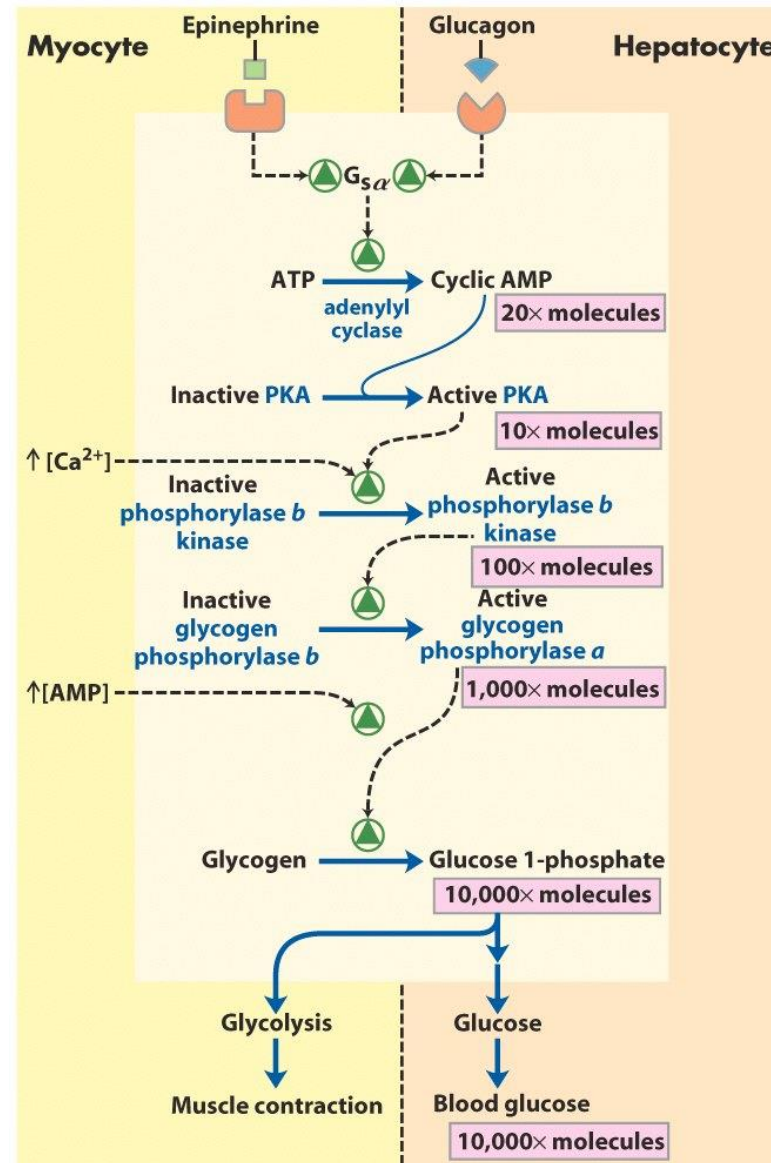 Epinephrine
Glucagon
Myocyte
Hepatocyte
G_sα
ATP
Cyclic AMP
adenylyl
cyclase
20× molecules
Inactive PKA
Active PKA
10× molecules
↑[Ca²⁺]
Inactive
phosphorylase b
kinase
Active
phosphorylase b
kinase
100× molecules
Inactive
glycogen
phosphorylase b
Active
glycogen
phosphorylase a
1,000× molecules
↑[AMP]
Glycogen
Glucose 1-phosphate
10,000× molecules
Glycolysis
Glucose
Muscle contraction
Blood glucose
10,000× molecules